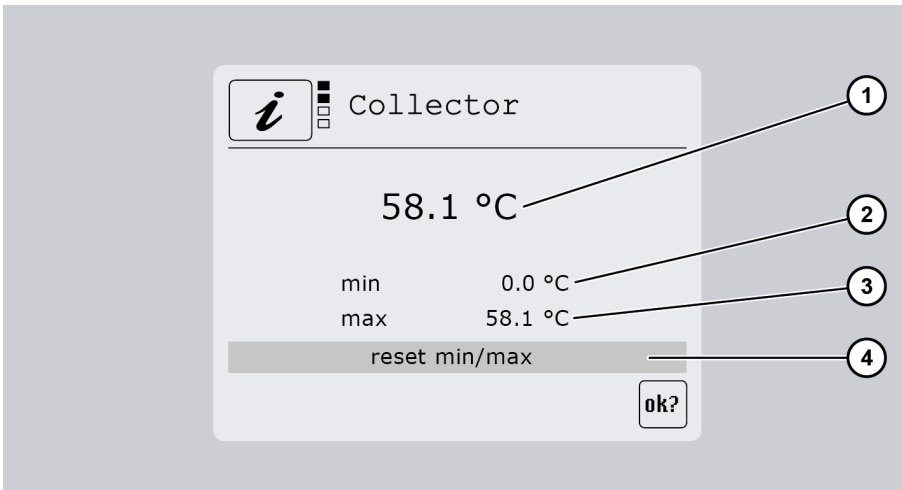 i Collector
1
58.1 °C
2
min 0.0 °C
3
max 58.1 °C
4
reset min/max
ok?